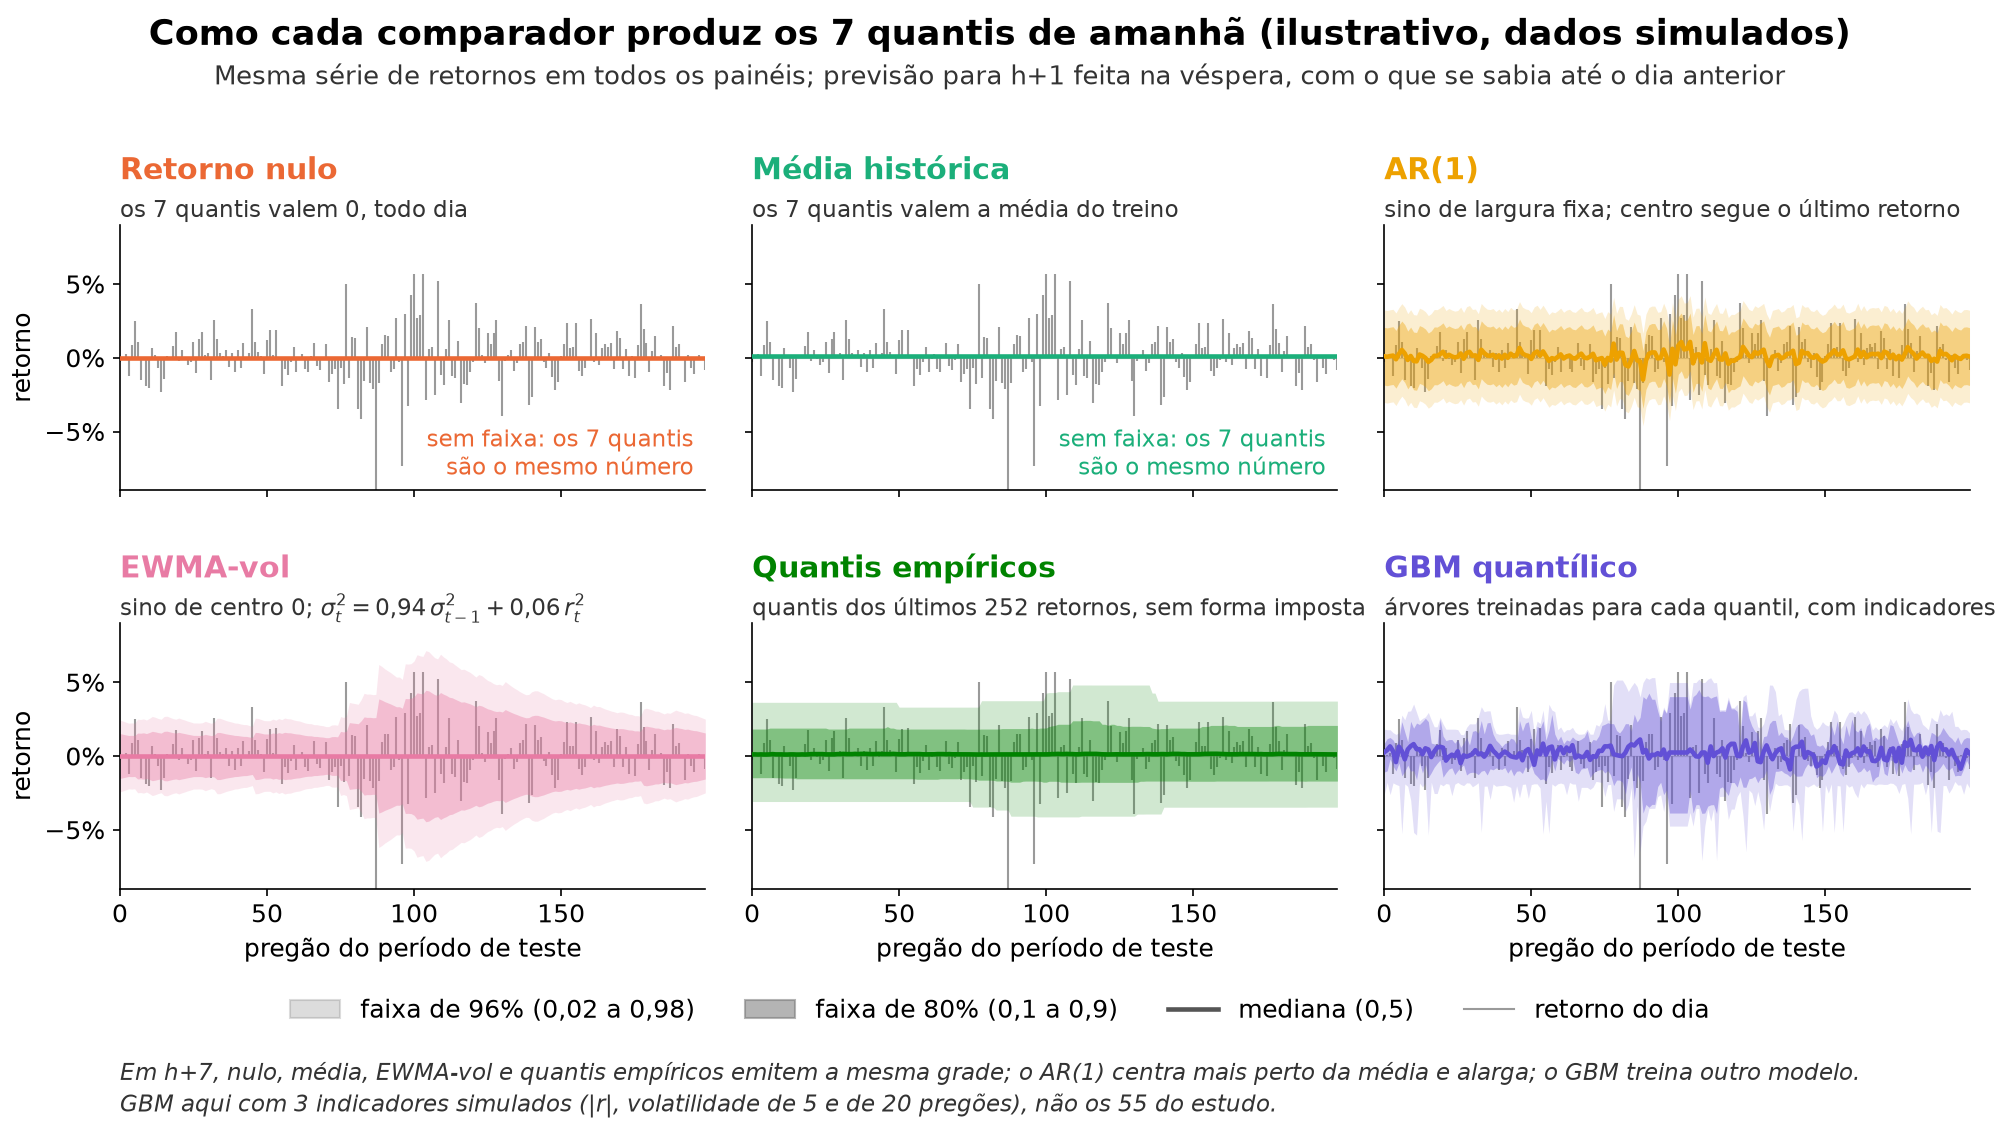 Como cada comparador produz os 7 quantis de amanhã (ilustrativo, dados simulados)
Mesma série de retornos em todos os painéis; previsão para h+1 feita na véspera, com o que se sabia até o dia anterior
Retorno nulo
os 7 quantis valem 0, todo dia
retorno
5%
0%
−5%
sem faixa: os 7 quantis
são o mesmo número
Média histórica
os 7 quantis valem a média do treino
sem faixa: os 7 quantis
são o mesmo número
AR(1)
sino de largura fixa; centro segue o último retorno
EWMA-vol
sino de centro 0; σ²ₜ = 0,94 σ²ₜ₋₁ + 0,06 r²ₜ
retorno
5%
0%
−5%
0 50 100 150
pregão do período de teste
Quantis empíricos
quantis dos últimos 252 retornos, sem forma imposta
0 50 100 150
pregão do período de teste
GBM quantílico
árvores treinadas para cada quantil, com indicadores
0 50 100 150
pregão do período de teste
faixa de 96% (0,02 a 0,98) faixa de 80% (0,1 a 0,9) mediana (0,5) retorno do dia
Em h+7, nulo, média, EWMA-vol e quantis empíricos emitem a mesma grade; o AR(1) centra mais perto da média e alarga; o GBM treina outro modelo.
GBM aqui com 3 indicadores simulados (|r|, volatilidade de 5 e de 20 pregões), não os 55 do estudo.